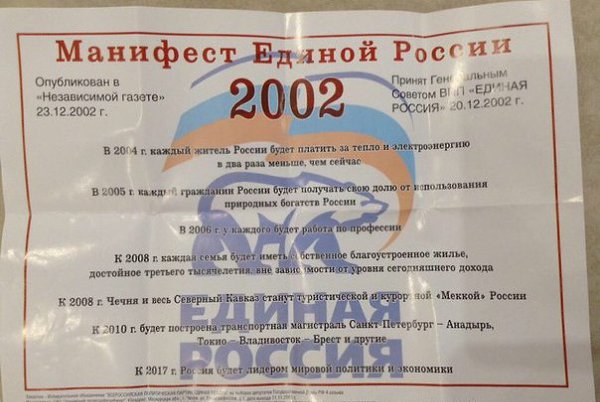 Манифест Единой России
Опубликован в
«Независимой газете»
23.12.2002 г.
2002
Принят Генеральным
Советом ВПП «ЕДИНАЯ
РОССИЯ» 20.12.2002 г.
В 2004 г. каждый житель России будет платить за тепло и электроэнергию
в два раза меньше, чем сейчас
В 2005 г. каждый гражданин России будет получать свою долю от использования
природных богатств России
В 2006 г. у каждого будет работа по профессии
К 2008 г. каждая семья будет иметь собственное благоустроенное жилье,
достойное третьего тысячелетия, вне зависимости от уровня сегодняшнего дохода
К 2008 г. Чечня и весь Северный Кавказ станут туристической и курортной «Меккой» России
ЕДИНАЯ
К 2010 г. будет построена транспортная магистраль Санкт-Петербург – Анадырь,
Токио – Владивосток – Брест и другие
РОССИЯ
К 2017 г. Россия будет лидером мировой политики и экономики